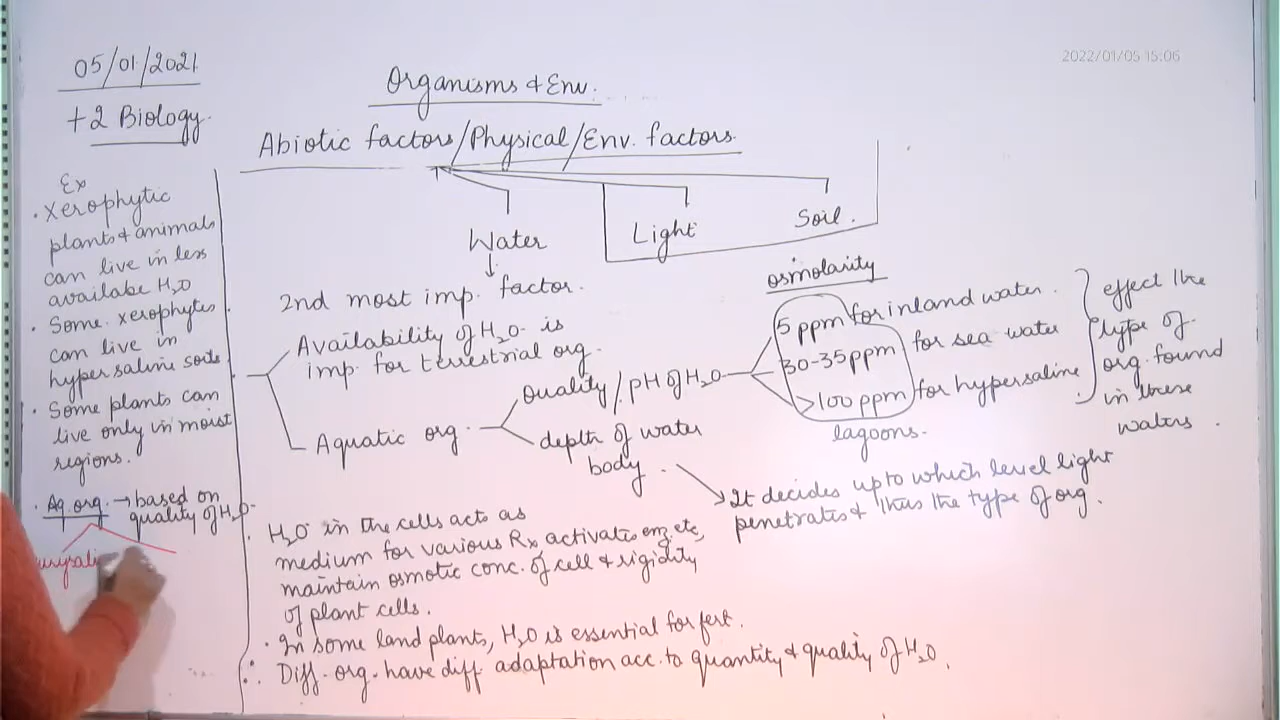 05/01/2021
+2 Biology.
2022/01/05 15:06
Organisms & Env.
Abiotic factors/Physical/Env. factors.
Water
Light
Soil.
2nd most imp. factor.
Availability of H2O is
imp. for terrestrial org.
Aquatic org.
Quality/pH of H2O
depth of water
body.
osmolarity
5 ppm for inland water.
30-35 ppm for sea water
>100 ppm for hypersaline
lagoons.
effect the
type of
org. found
in these
waters.
It decides upto which level light
penetrates & thus the type of org.
Ex
. Xerophytic
plants & animals
can live in less
availabe H2O
. Some xerophytes
can live in
hypersaline soils.
. Some plants can
live only in moist
regions.
. Aq. org. → based on
quality of H2O
. H2O in the cells acts as
medium for various Rx, activates enz. etc,
maintain osmotic conc. of cell & rigidity
of plant cells.
. In some land plants, H2O is essential for fert.
∴ Diff. org. have diff. adaptation acc. to quantity & quality of H2O.